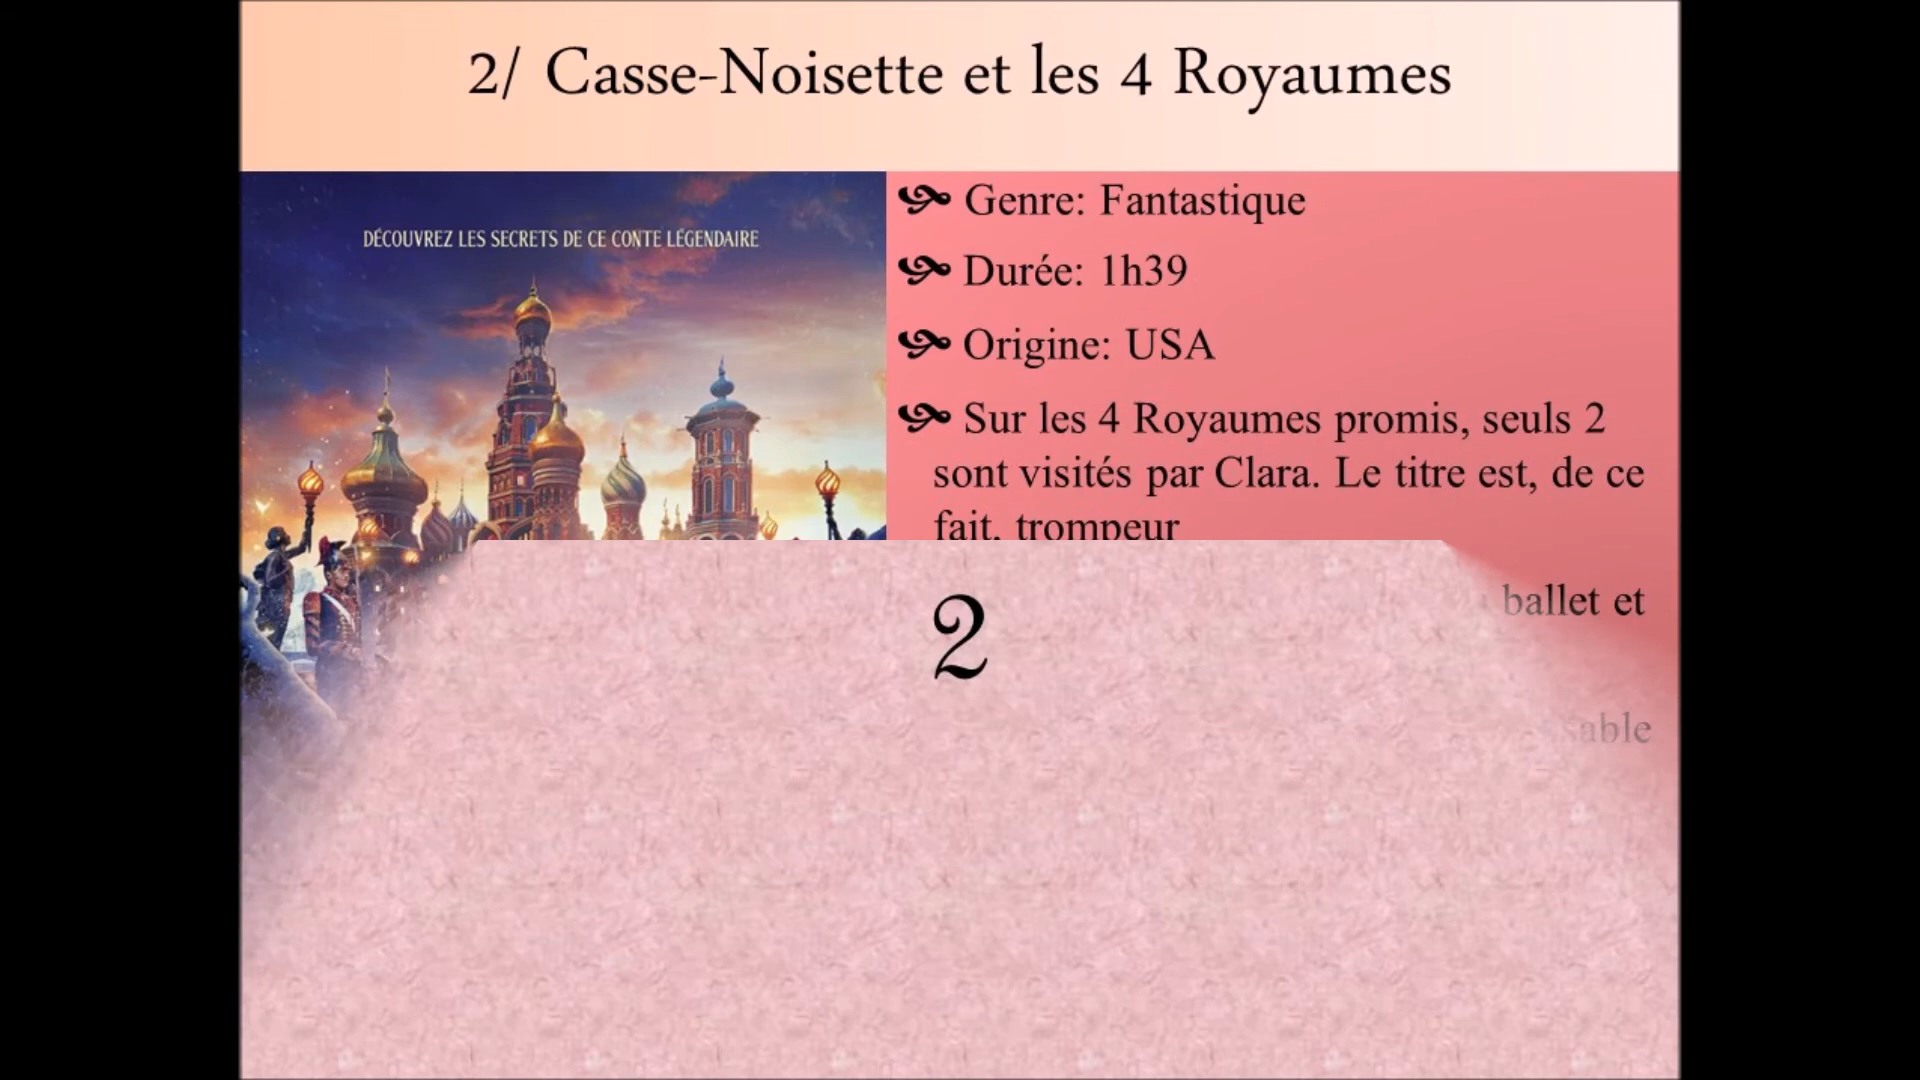 2/ Casse-Noisette et les 4 Royaumes
DÉCOUVREZ LES SECRETS DE CE CONTE LÉGENDAIRE
Genre: Fantastique
Durée: 1h39
Origine: USA
Sur les 4 Royaumes promis, seuls 2
sont visités par Clara. Le titre est, de ce
fait, trompeur
ballet et
2